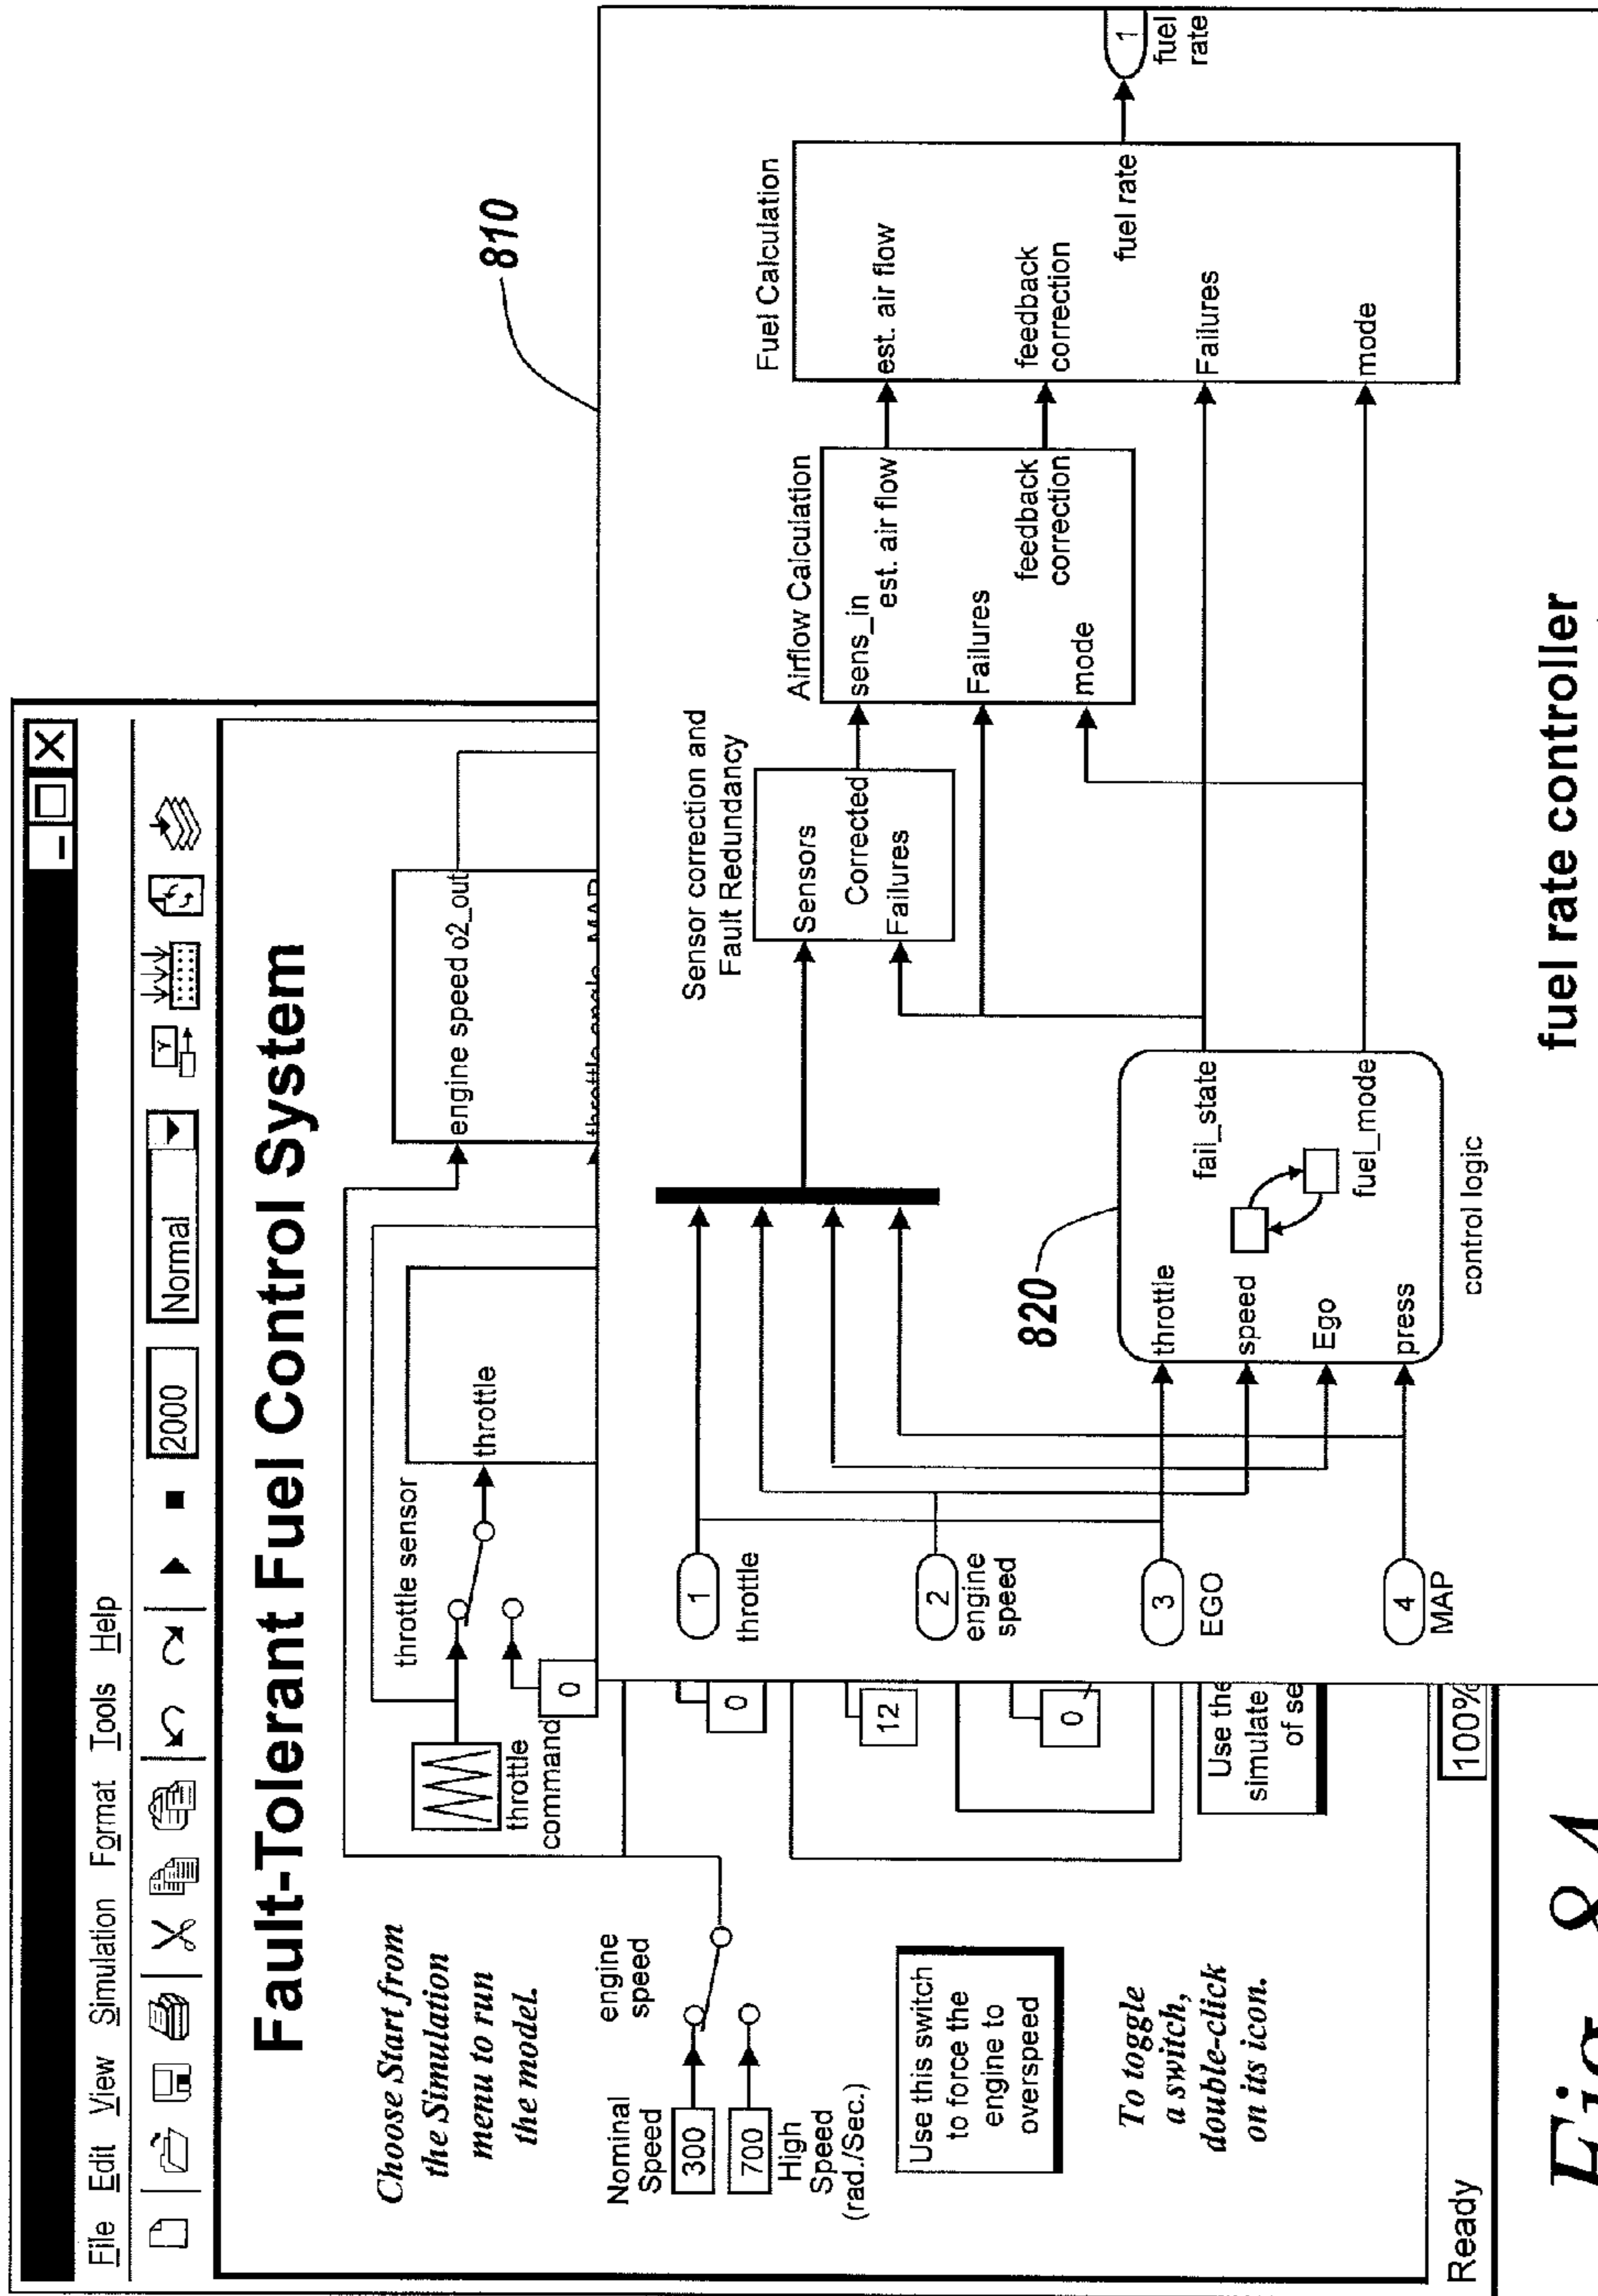 File Edit View Simulation Format Tools Help
2000
Normal
Fault-Tolerant Fuel Control System
Choose Start from
the Simulation
menu to run
the model.
throttle sensor
throttle
throttle
command
0
engine speed o2_out
engine
speed
Nominal
Speed
300
700
High
Speed
(rad./Sec.)
0
12
0
Use this switch
to force the
engine to
overspeed
To toggle
a switch,
double-click
on its icon.
Use the
simulate
of se
Ready
100%
810
1
throttle
2
engine
speed
3
EGO
4
MAP
820
throttle
speed
Ego
press
fail_state
fuel_mode
control logic
Sensor correction and
Fault Redundancy
Sensors
Corrected
Failures
Airflow Calculation
sens_in
est. air flow
Failures
feedback
correction
mode
Fuel Calculation
est. air flow
feedback
correction
fuel rate
Failures
mode
1
fuel
rate
fuel rate controller